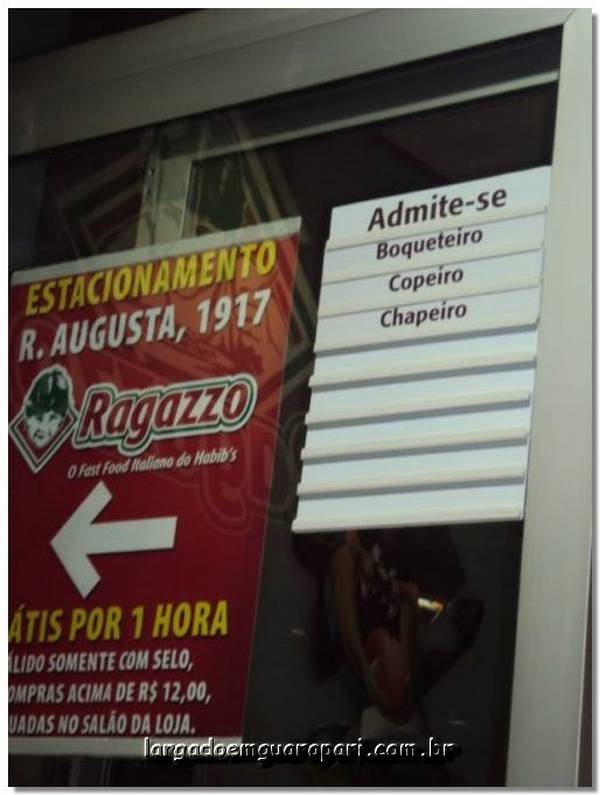 Admite-se
Boqueteiro
Copeiro
Chapeiro
ESTACIONAMENTO
R. AUGUSTA, 1917
Ragazzo
O Fast Food Italiano do Habib's
ÁTIS POR 1 HORA
ÁLIDO SOMENTE COM SELO,
OMPRAS ACIMA DE R$ 12,00,
UADAS NO SALÃO DA LOJA.
largadoemguarapari.com.br